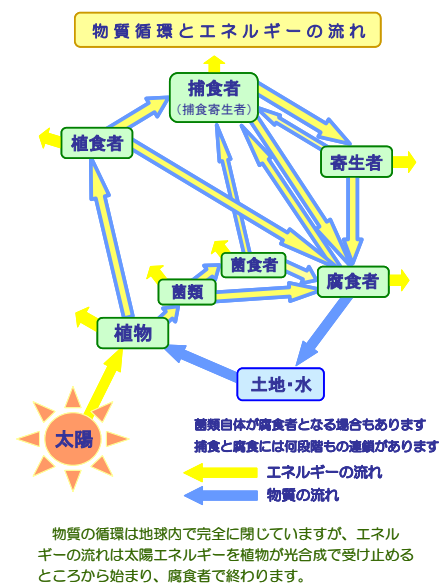 物質循環とエネルギーの流れ
捕食者
（捕食寄生者）
植食者
寄生者
菌食者
菌類
腐食者
植物
土地・水
太陽
菌類自体が腐食者となる場合もあります
捕食と腐食には何段階もの連鎖があります
エネルギーの流れ
物質の流れ
物質の循環は地球内で完全に閉じていますが、エネル
ギーの流れは太陽エネルギーを植物が光合成で受け止める
ところから始まり、腐食者で終わります。